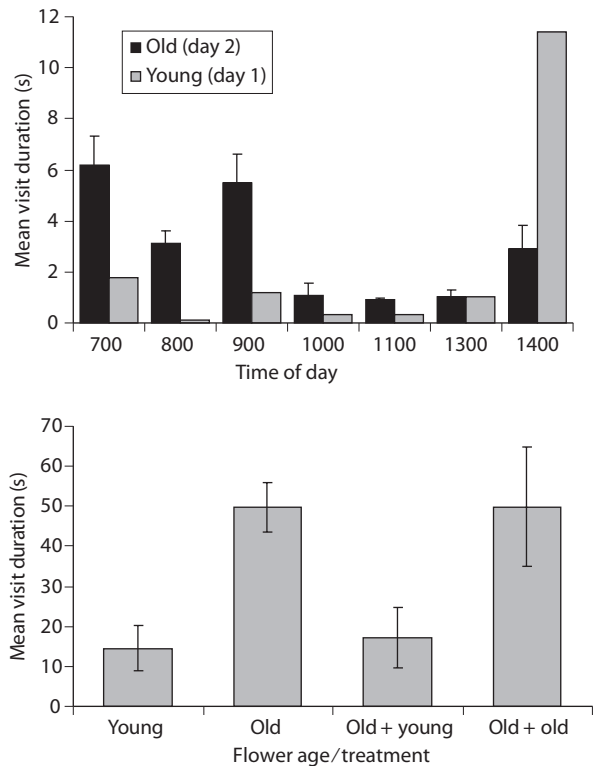 12
10
8
6
4
2
0
Mean visit duration (s)
Old (day 2)
Young (day 1)
700 800 900 1000 1100 1300 1400
Time of day
70
60
50
40
30
20
10
0
Mean visit duration (s)
Young Old Old + young Old + old
Flower age/treatment